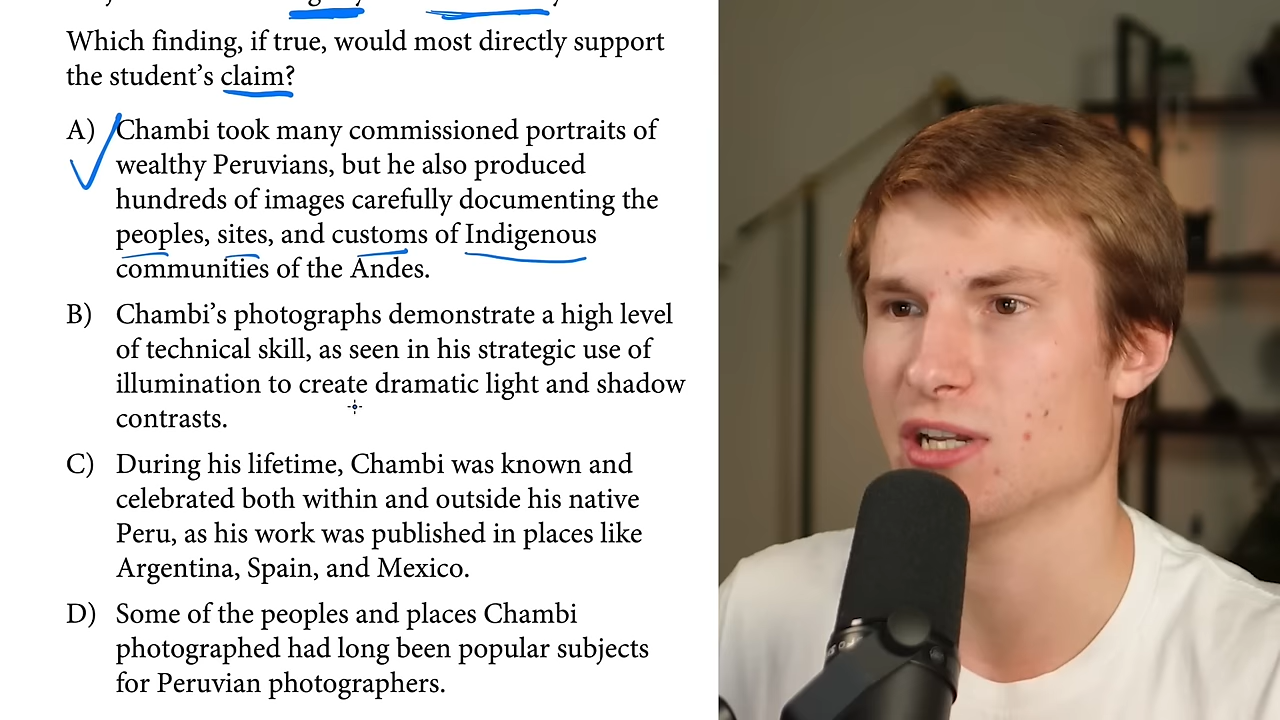 Which finding, if true, would most directly support
the student's claim?
A) Chambi took many commissioned portraits of
wealthy Peruvians, but he also produced
hundreds of images carefully documenting the
peoples, sites, and customs of Indigenous
communities of the Andes.
B) Chambi's photographs demonstrate a high level
of technical skill, as seen in his strategic use of
illumination to create dramatic light and shadow
contrasts.
C) During his lifetime, Chambi was known and
celebrated both within and outside his native
Peru, as his work was published in places like
Argentina, Spain, and Mexico.
D) Some of the peoples and places Chambi
photographed had long been popular subjects
for Peruvian photographers.